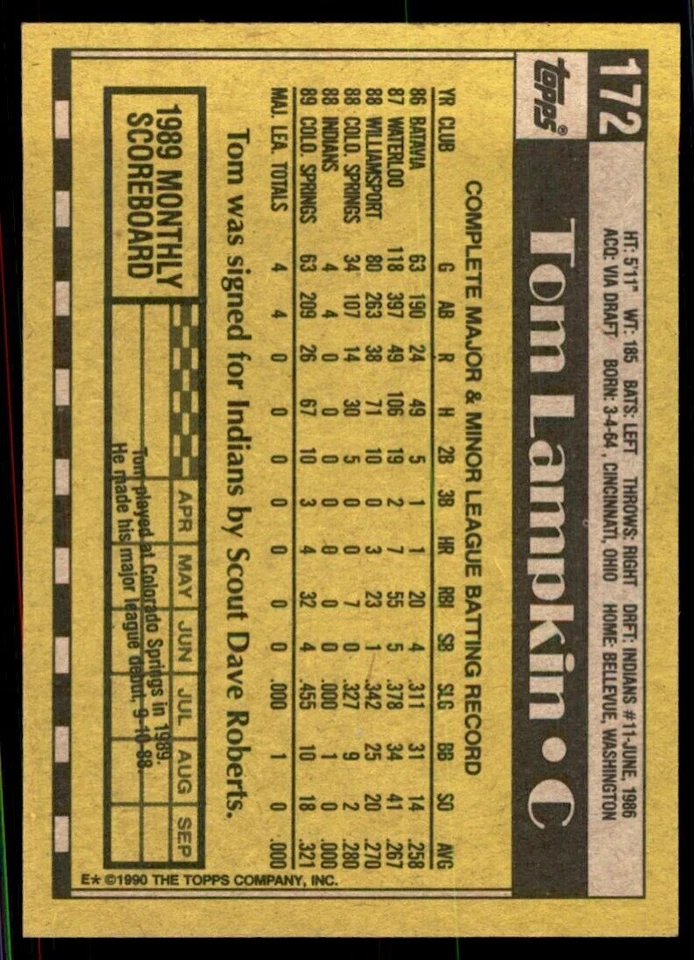 172
topps®
HT: 5'11" WT: 185 BATS: LEFT THROWS: RIGHT DRFT: INDIANS #11-JUNE, 1986
ACQ: VIA DRAFT BORN: 3-4-64, CINCINNATI, OHIO HOME: BELLEVUE, WASHINGTON
Tom Lampkin • C
COMPLETE MAJOR & MINOR LEAGUE BATTING RECORD
YR CLUB G AB R H 2B 3B HR RBI SB SLG BB SO AVG
86 BATAVIA 63 190 24 49 5 1 1 20 4 .311 31 14 .258
87 WATERLOO 118 397 49 106 19 2 7 55 5 .378 34 41 .267
88 WILLIAMSPORT 80 263 38 71 10 0 3 23 1 .342 25 20 .270
88 COLO. SPRINGS 34 107 14 30 5 0 0 7 0 .327 9 2 .280
88 INDIANS 4 4 0 0 0 0 0 0 0 .000 1 0 .000
89 COLO. SPRINGS 63 209 26 67 10 3 4 32 4 .455 10 18 .321
MAJ. LEA. TOTALS 4 4 0 0 0 0 0 0 0 .000 1 0 .000
Tom was signed for Indians by Scout Dave Roberts.
1989 MONTHLY
SCOREBOARD
APR MAY JUN JUL AUG SEP
Tom played at Colorado Springs in 1989.
He made his major league debut, 9-10-88.
E* ©1990 THE TOPPS COMPANY, INC.